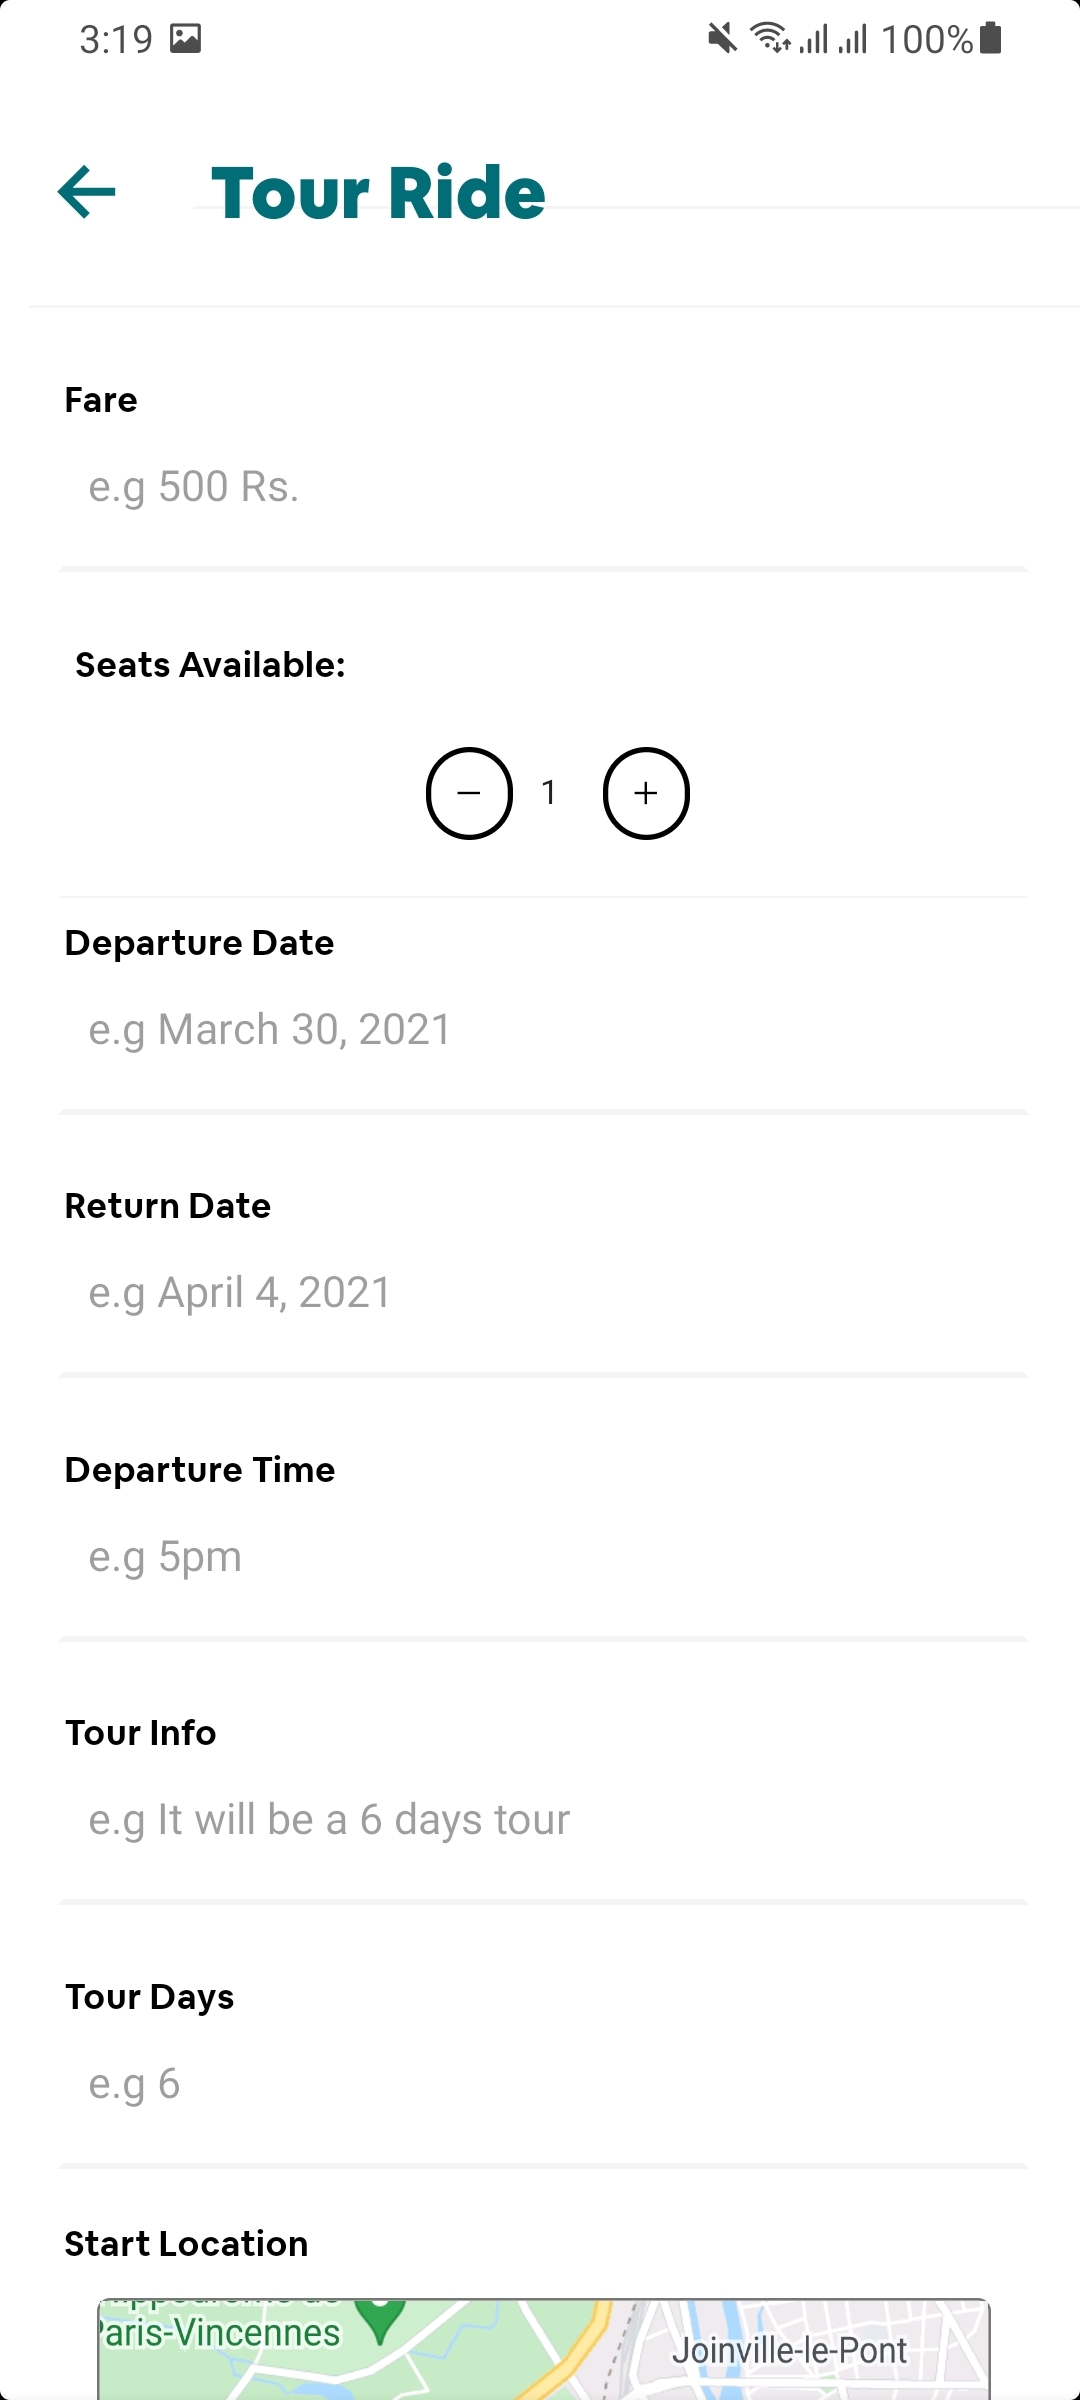 3:19 100%
Tour Ride
Fare
e.g 500 Rs.
Seats Available:
− 1 +
Departure Date
e.g March 30, 2021
Return Date
e.g April 4, 2021
Departure Time
e.g 5pm
Tour Info
e.g It will be a 6 days tour
Tour Days
e.g 6
Start Location
aris-Vincennes
Joinville-le-Pont